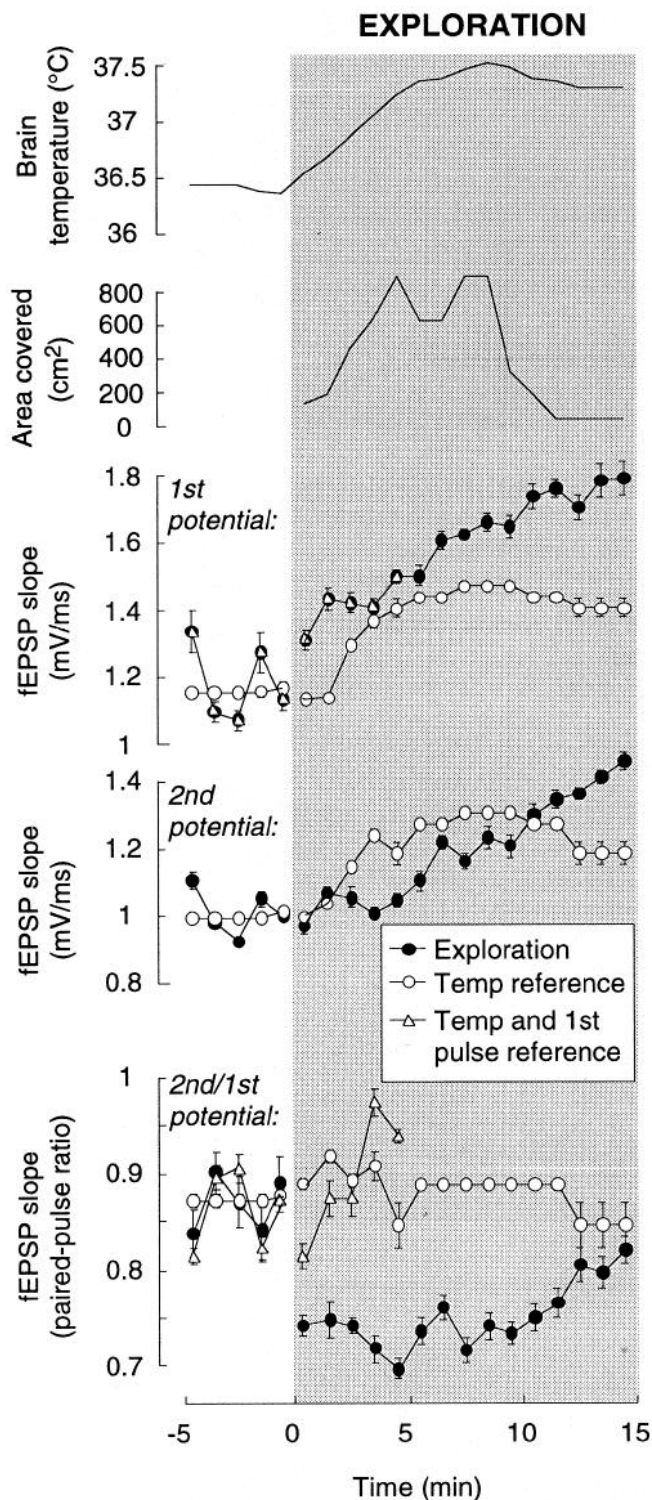 EXPLORATION
Brain
temperature (°C)
37.5
37
36.5
36
Area covered
(cm2)
800
600
400
200
0
1st
potential:
fEPSP slope
(mV/ms)
1.8
1.6
1.4
1.2
1
2nd
potential:
fEPSP slope
(mV/ms)
1.4
1.2
1
0.8
Exploration
Temp reference
Temp and 1st
pulse reference
2nd/1st
potential:
fEPSP slope
(paired-pulse ratio)
1
0.9
0.8
0.7
-5 0 5 10 15
Time (min)